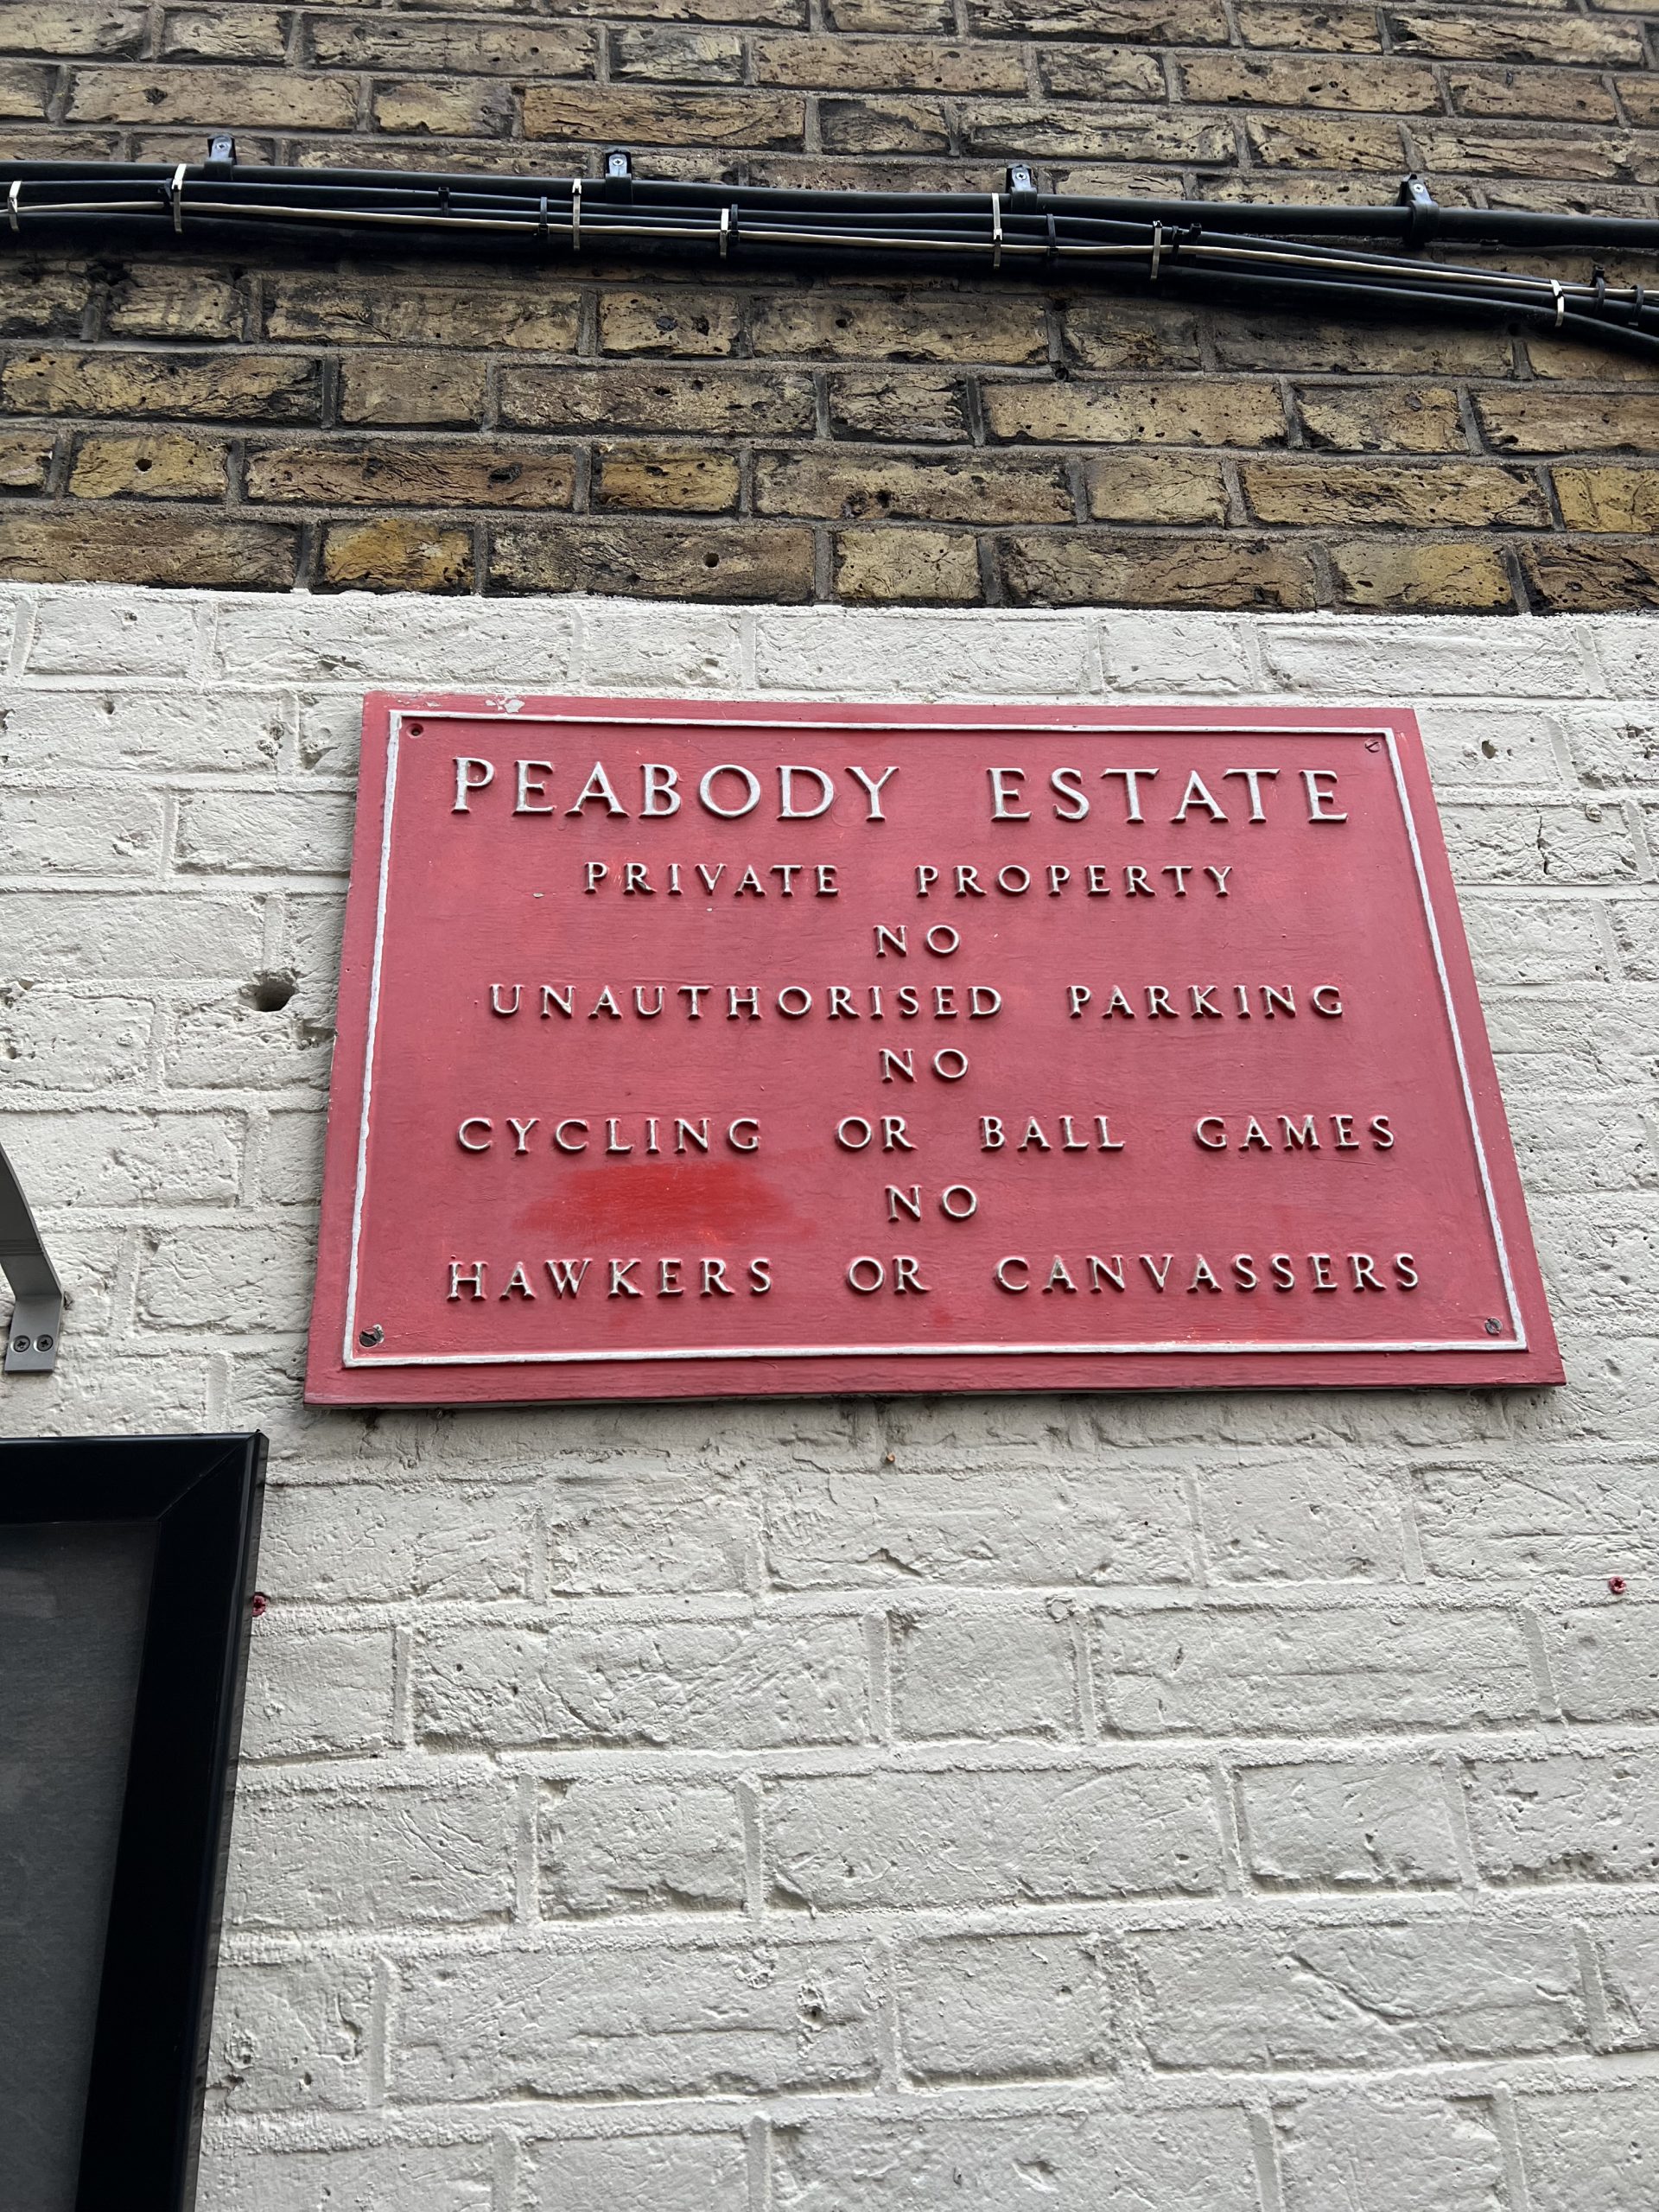 PEABODY ESTATE
PRIVATE PROPERTY
NO
UNAUTHORISED PARKING
NO
CYCLING OR BALL GAMES
NO
HAWKERS OR CANVASSERS